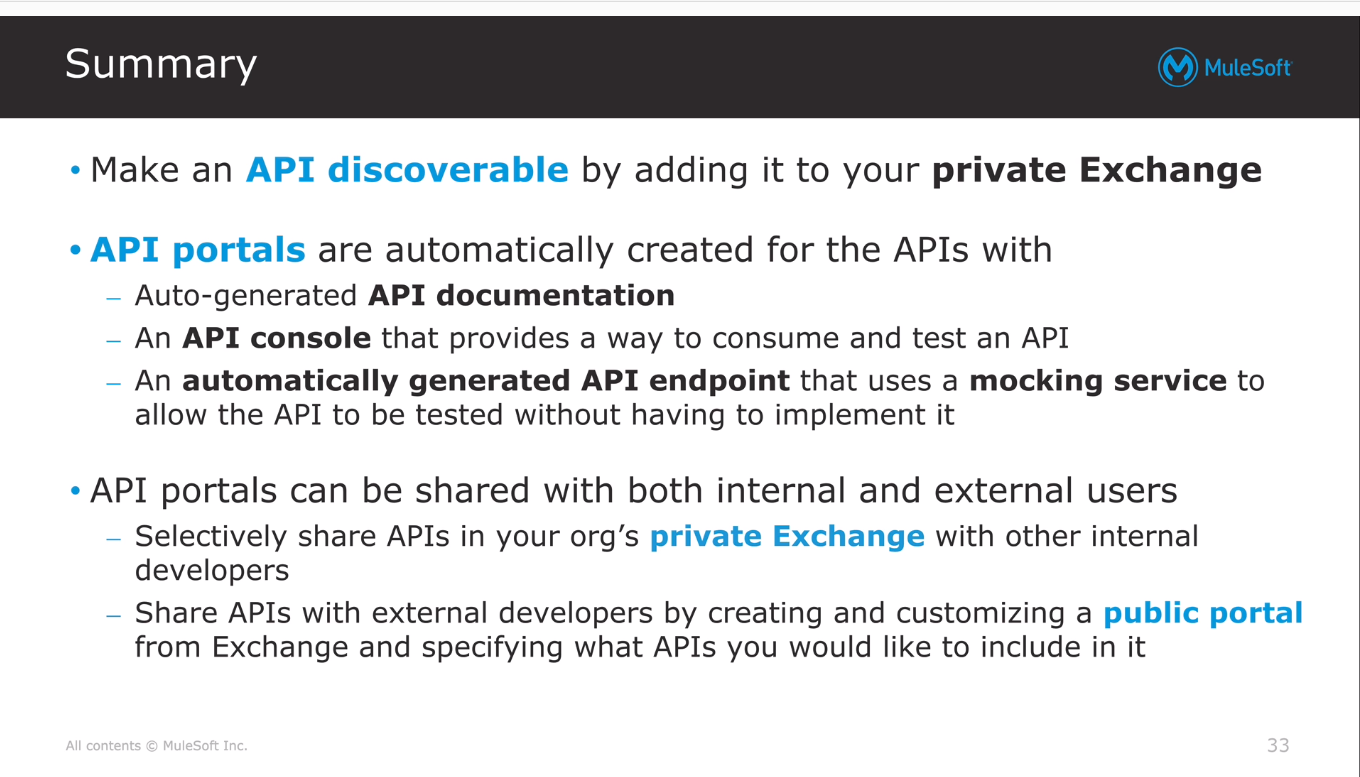 Summary
MuleSoft
• Make an API discoverable by adding it to your private Exchange
• API portals are automatically created for the APIs with
– Auto-generated API documentation
– An API console that provides a way to consume and test an API
– An automatically generated API endpoint that uses a mocking service to
allow the API to be tested without having to implement it
• API portals can be shared with both internal and external users
– Selectively share APIs in your org’s private Exchange with other internal
developers
– Share APIs with external developers by creating and customizing a public portal
from Exchange and specifying what APIs you would like to include in it
All contents © MuleSoft Inc.
33